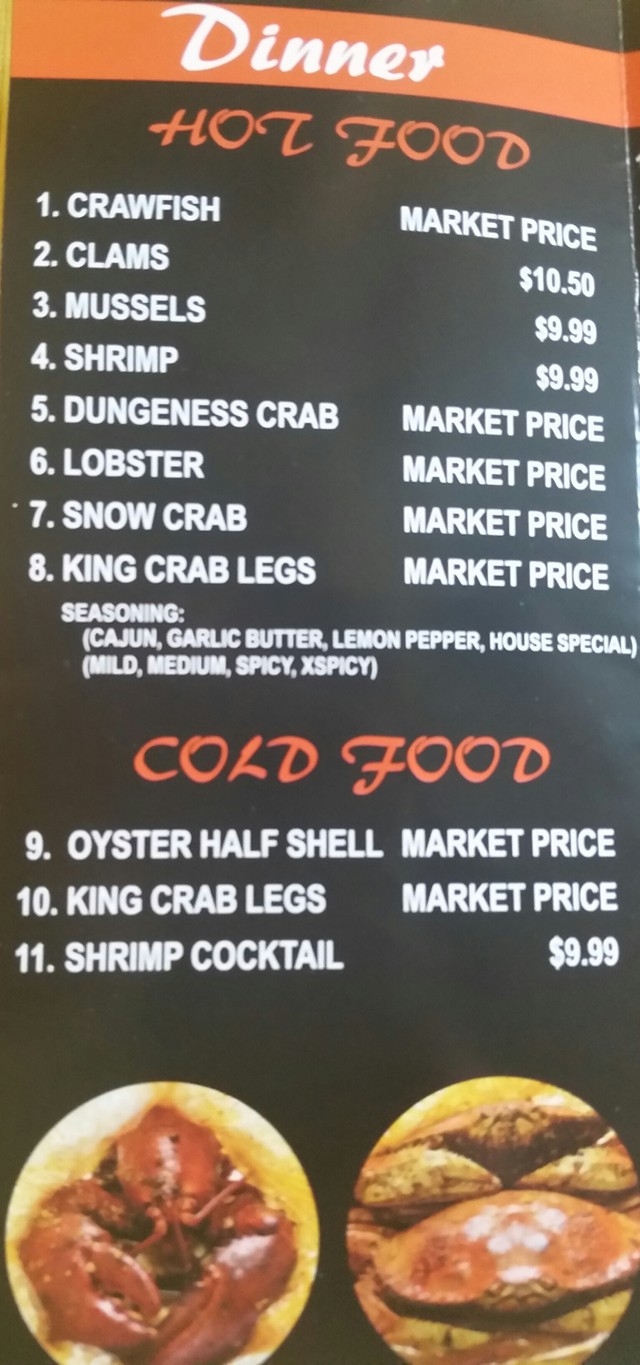 Dinner
HOT FOOD
1. CRAWFISH MARKET PRICE
2. CLAMS $10.50
3. MUSSELS $9.99
4. SHRIMP $9.99
5. DUNGENESS CRAB MARKET PRICE
6. LOBSTER MARKET PRICE
7. SNOW CRAB MARKET PRICE
8. KING CRAB LEGS MARKET PRICE
SEASONING:
(CAJUN, GARLIC BUTTER, LEMON PEPPER, HOUSE SPECIAL)
(MILD, MEDIUM, SPICY, XSPICY)
COLD FOOD
9. OYSTER HALF SHELL MARKET PRICE
10. KING CRAB LEGS MARKET PRICE
11. SHRIMP COCKTAIL $9.99